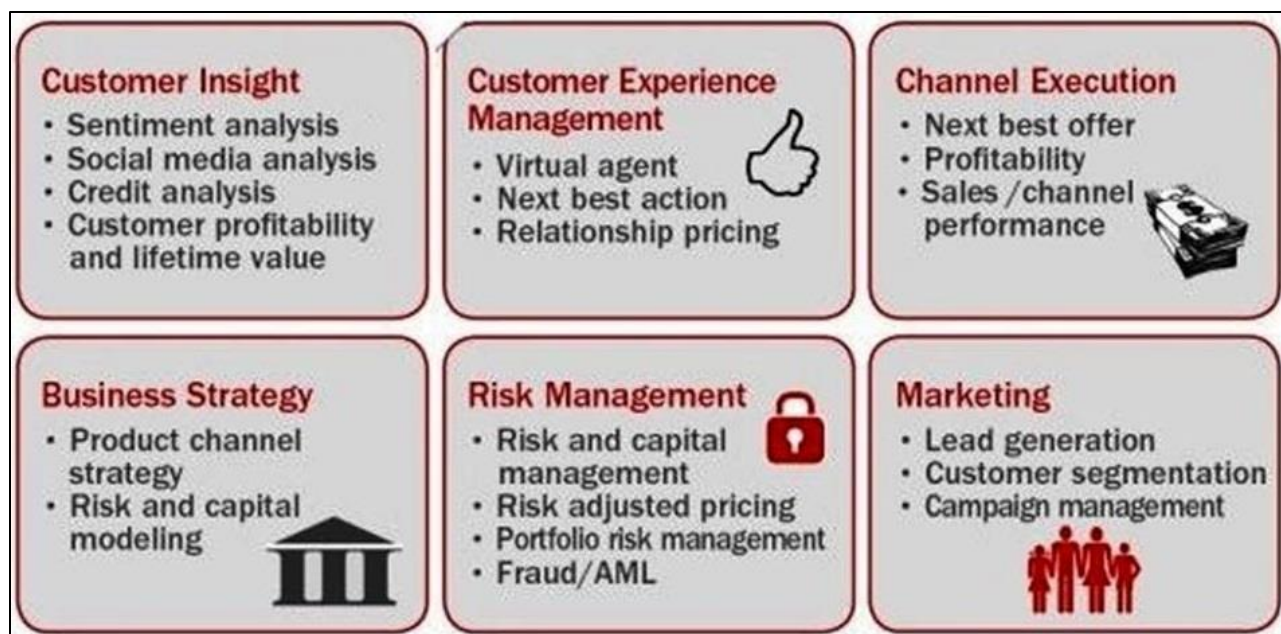 Customer Insight
• Sentiment analysis
• Social media analysis
• Credit analysis
• Customer profitability
and lifetime value
Customer Experience
Management
• Virtual agent
• Next best action
• Relationship pricing
Channel Execution
• Next best offer
• Profitability
• Sales /channel
performance
Business Strategy
• Product channel
strategy
• Risk and capital
modeling
Risk Management
• Risk and capital
management
• Risk adjusted pricing
• Portfolio risk management
• Fraud/AML
Marketing
• Lead generation
• Customer segmentation
• Campaign management